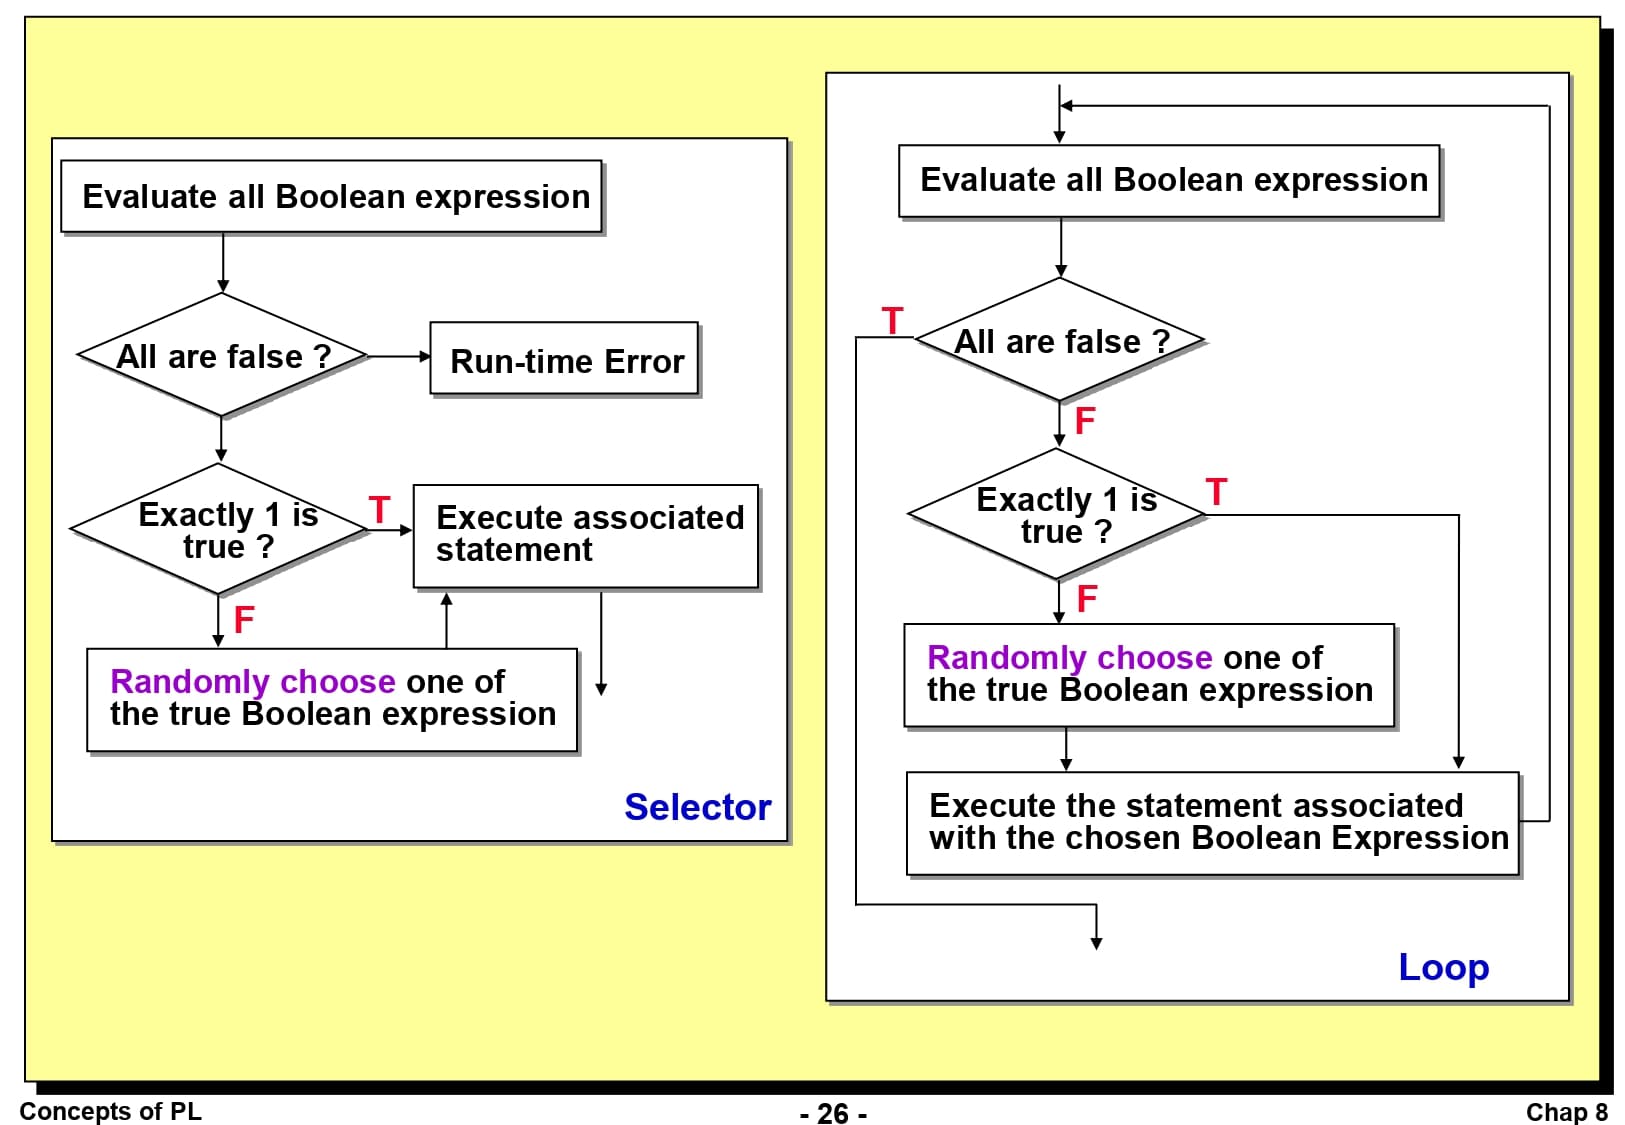 Evaluate all Boolean expression
All are false ?
Run-time Error
Exactly 1 is
true ?
T
Execute associated
statement
F
Randomly choose one of
the true Boolean expression
Selector
Evaluate all Boolean expression
T
All are false ?
F
Exactly 1 is
true ?
T
F
Randomly choose one of
the true Boolean expression
Execute the statement associated
with the chosen Boolean Expression
Loop
Concepts of PL
- 26 -
Chap 8